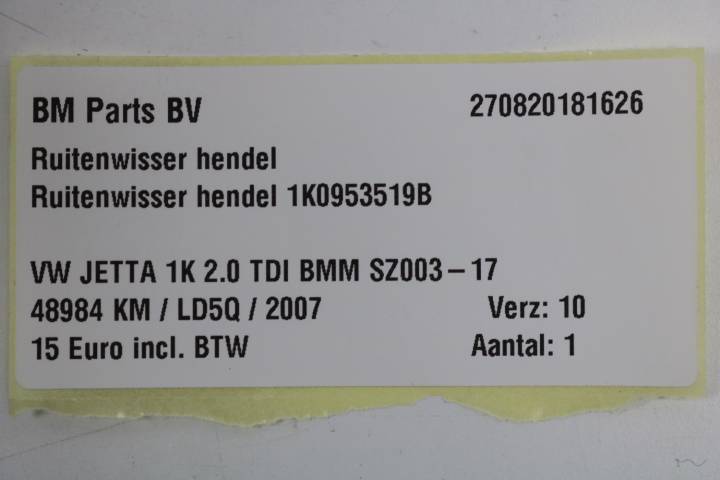 BM Parts BV 270820181626
Ruitenwisser hendel
Ruitenwisser hendel 1K0953519B
VW JETTA 1K 2.0 TDI BMM SZ003-17
48984 KM / LD5Q / 2007 Verz: 10
15 Euro incl. BTW Aantal: 1